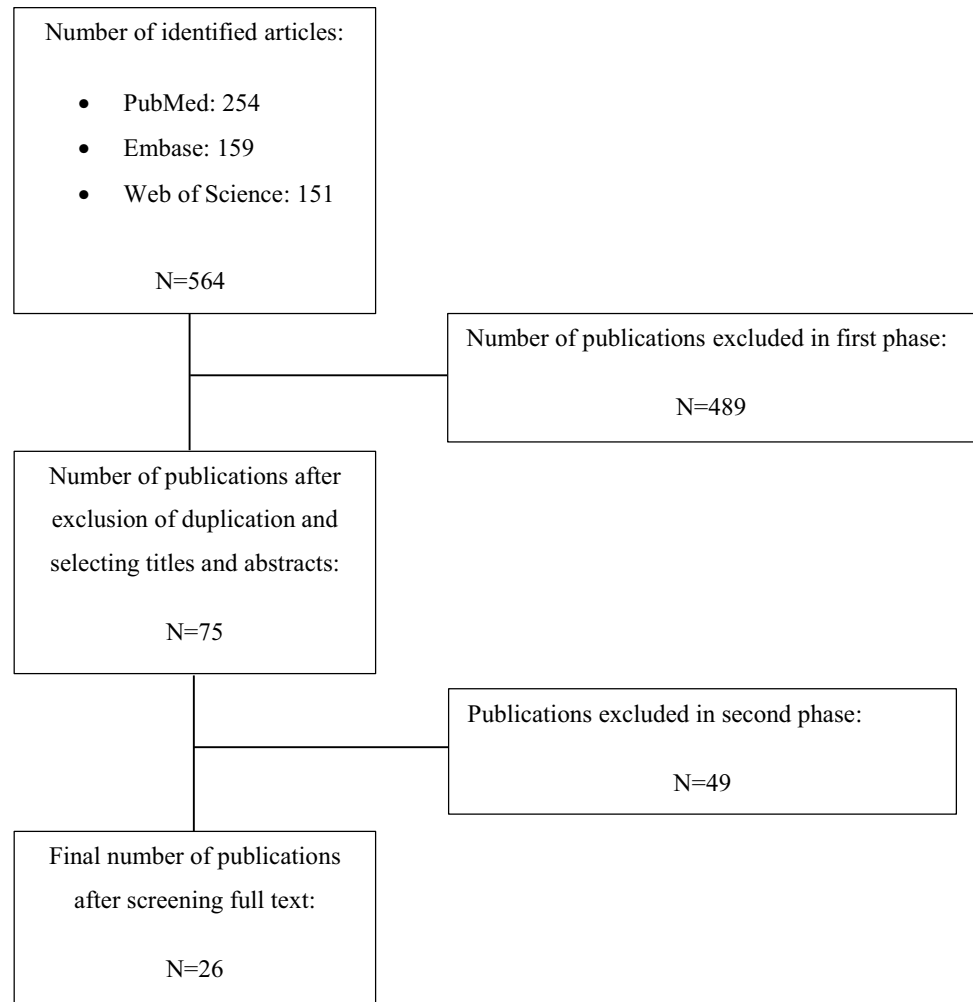 Number of identified articles:
• PubMed: 254
• Embase: 159
• Web of Science: 151
N=564
Number of publications excluded in first phase:
N=489
Number of publications after
exclusion of duplication and
selecting titles and abstracts:
N=75
Publications excluded in second phase:
N=49
Final number of publications
after screening full text:
N=26